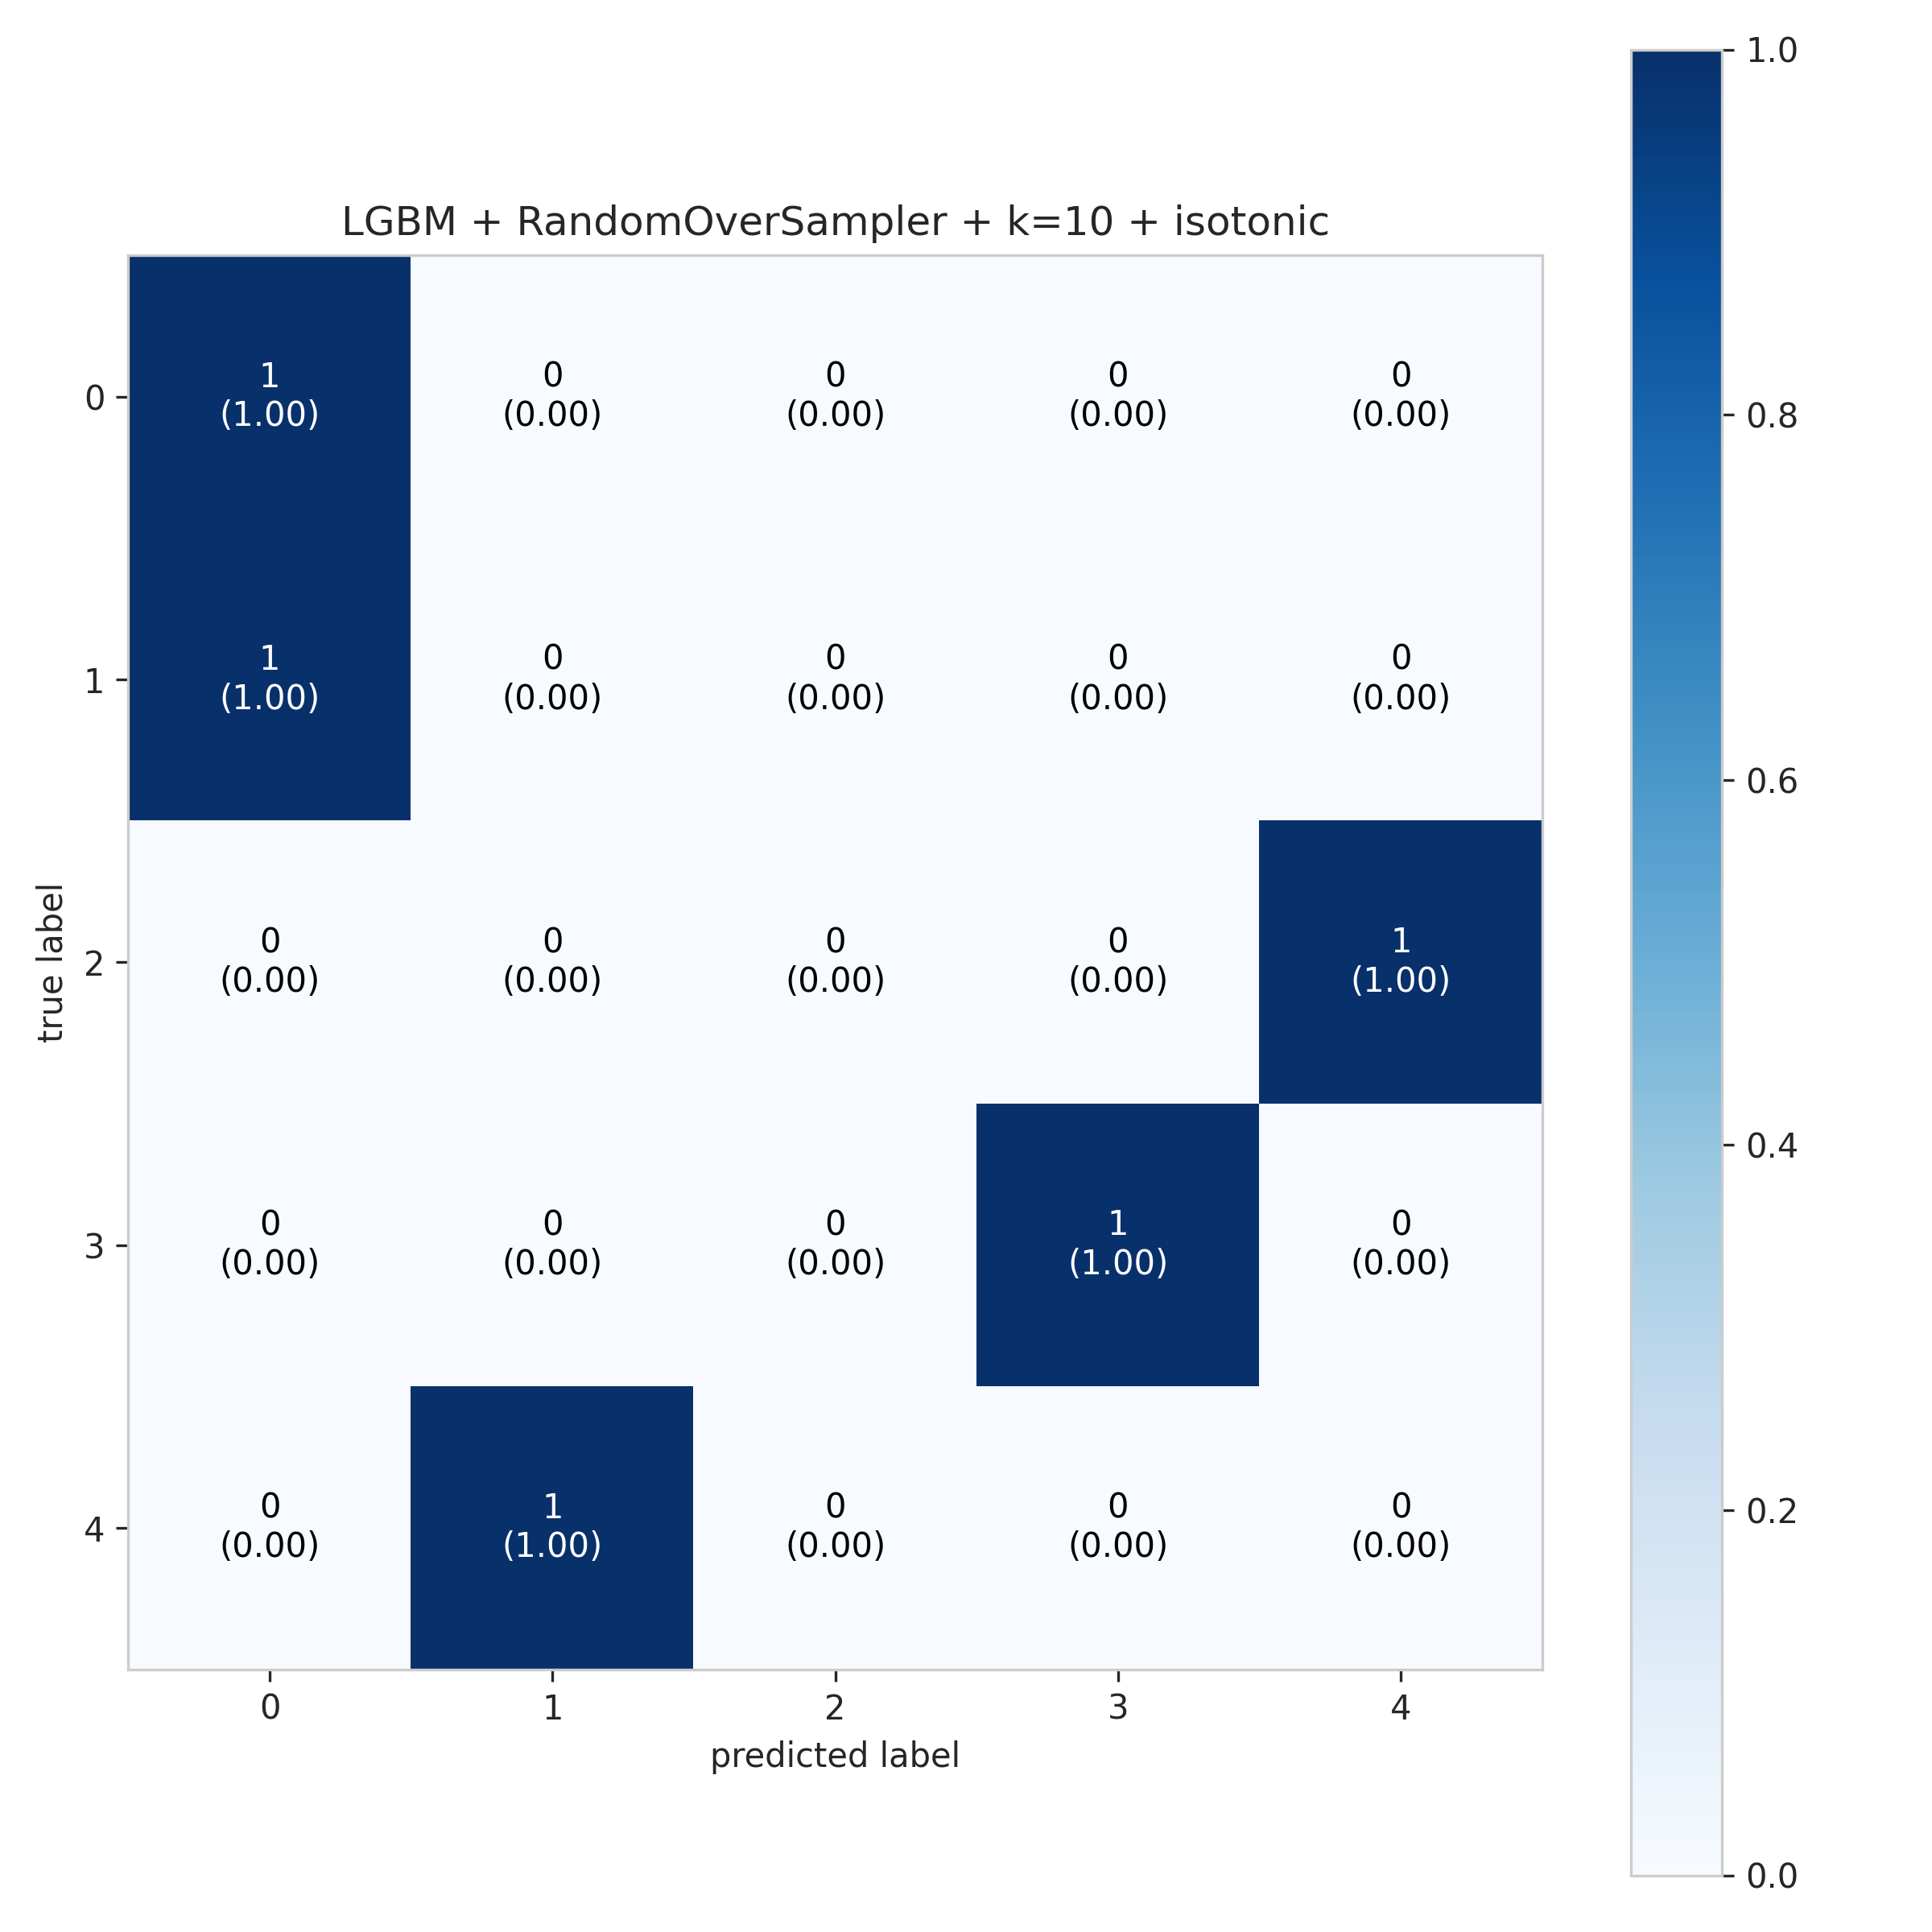 LGBM + RandomOverSampler + k=10 + isotonic
1 0 0 0 0
0 (1.00) (0.00) (0.00) (0.00) (0.00)
1 0 0 0 0
1 (1.00) (0.00) (0.00) (0.00) (0.00)
0 0 0 0 1
2 (0.00) (0.00) (0.00) (0.00) (1.00)
0 0 0 1 0
3 (0.00) (0.00) (0.00) (1.00) (0.00)
0 1 0 0 0
4 (0.00) (1.00) (0.00) (0.00) (0.00)
0 1 2 3 4
predicted label
true label
1.0
0.8
0.6
0.4
0.2
0.0